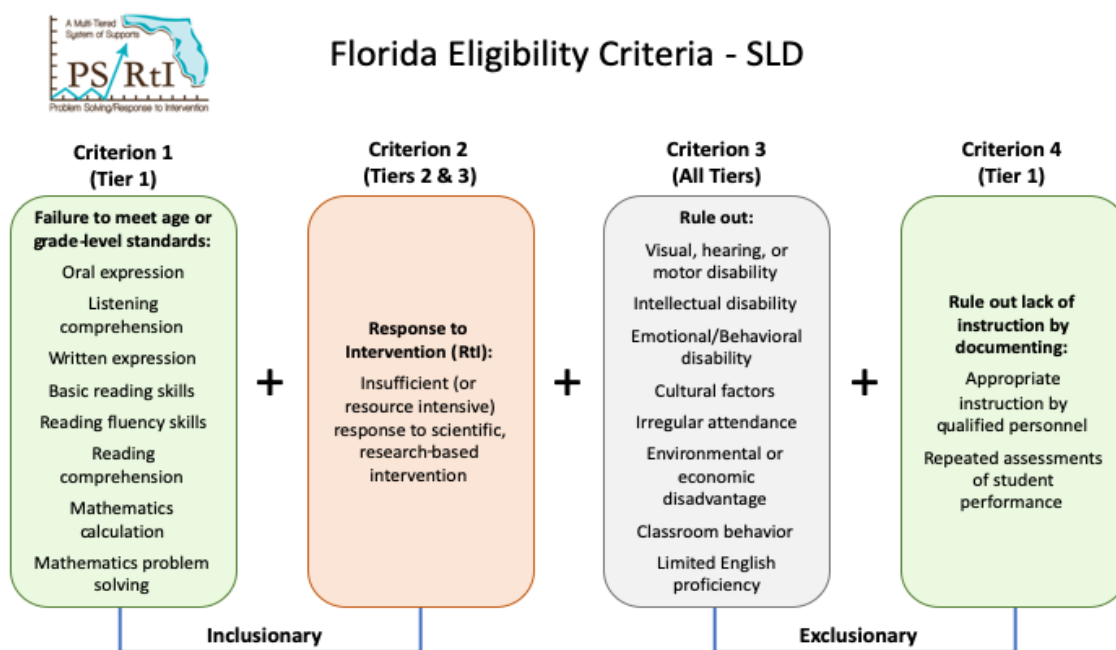 A Multi-Tiered
System of Supports
PS/RtI
Problem Solving/Response to Intervention
Florida Eligibility Criteria - SLD
Criterion 1
(Tier 1)
Failure to meet age or
grade-level standards:
Oral expression
Listening
comprehension
Written expression
Basic reading skills
Reading fluency skills
Reading
comprehension
Mathematics
calculation
Mathematics problem
solving
+
Criterion 2
(Tiers 2 & 3)
Response to
Intervention (RtI):
Insufficient (or
resource intensive)
response to scientific,
research-based
intervention
+
Criterion 3
(All Tiers)
Rule out:
Visual, hearing, or
motor disability
Intellectual disability
Emotional/Behavioral
disability
Cultural factors
Irregular attendance
Environmental or
economic
disadvantage
Classroom behavior
Limited English
proficiency
+
Criterion 4
(Tier 1)
Rule out lack of
instruction by
documenting:
Appropriate
instruction by
qualified personnel
Repeated assessments
of student
performance
Inclusionary
Exclusionary